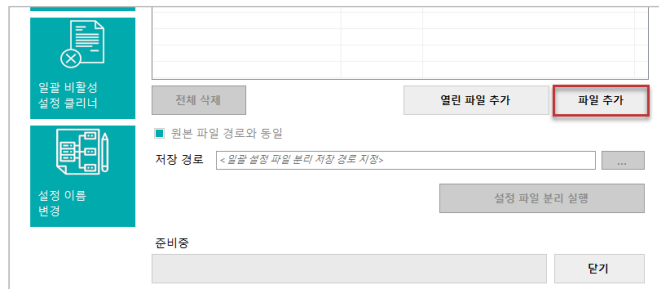 일괄 비활성
설정 클리너
전체 삭제
열린 파일 추가
파일 추가
원본 파일 경로와 동일
저장 경로
<일괄 설정 파일 분리 저장 경로 지정>
...
설정 파일 분리 실행
설정 이름
변경
준비중
닫기